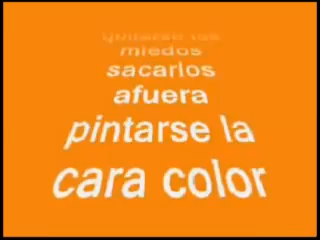 quitarse los
miedos
sacarlos
afuera
pintarse la
cara color